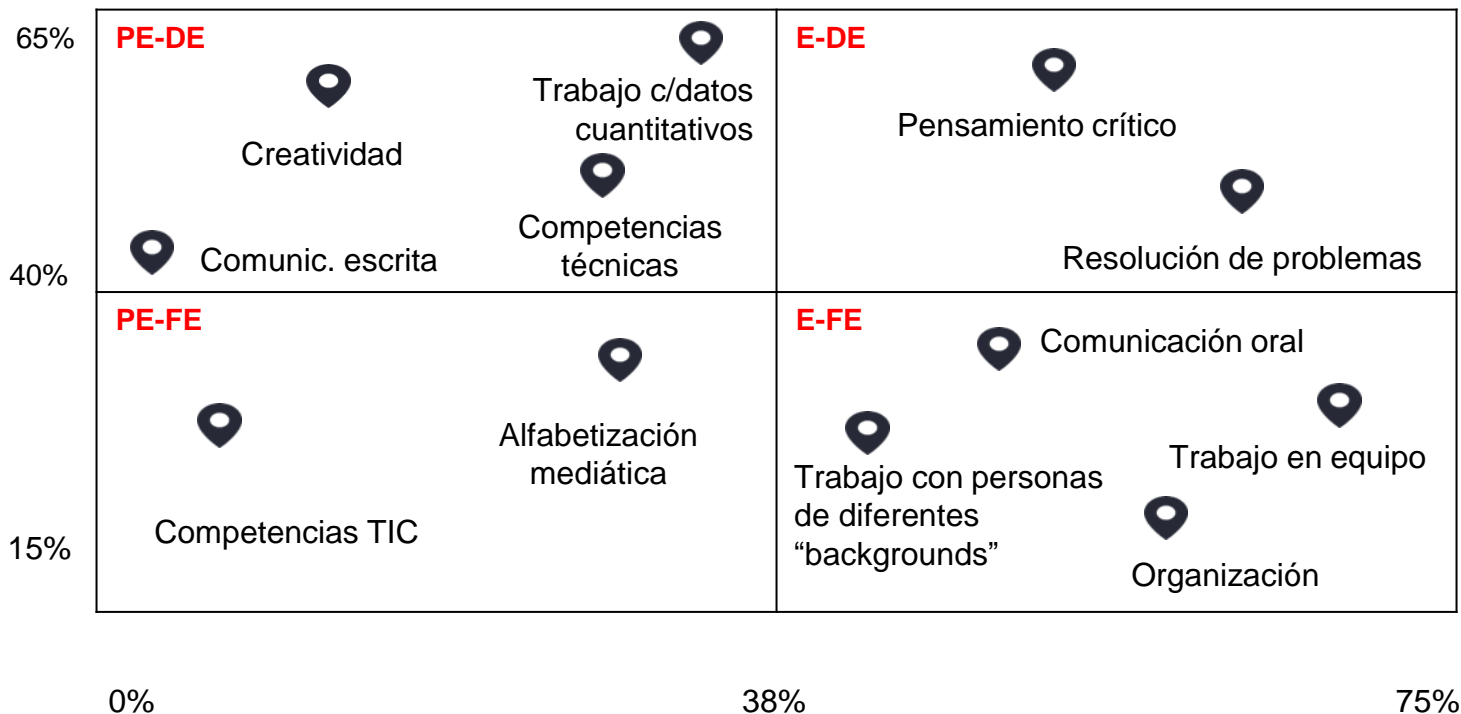 65%
PE-DE
E-DE
Trabajo c/datos
cuantitativos
Pensamiento crítico
Creatividad
Competencias
técnicas
Comunic. escrita
Resolución de problemas
40%
PE-FE
E-FE
Comunicación oral
Alfabetización
mediática
Trabajo en equipo
Trabajo con personas
de diferentes
“backgrounds”
Competencias TIC
15%
Organización
0%
38%
75%